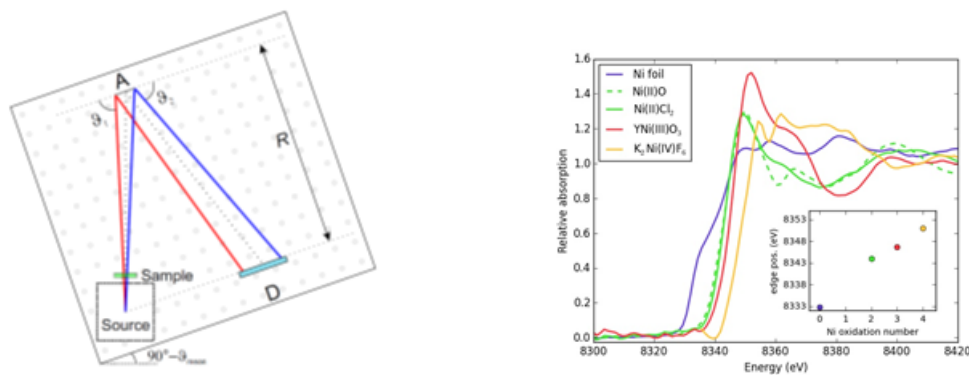 A
ϑ₁
ϑ₂
R
Sample
D
Source
90°-ϑ
1.6
1.4
1.2
1.0
0.8
0.6
0.4
0.2
0.0
Relative absorption
Ni foil
Ni(II)O
Ni(II)Cl₂
YNi(III)O₃
K₂Ni(IV)F₆
8353
8348
8343
8338
8333
edge pos. (eV)
0 1 2 3 4
Ni oxidation number
8300 8320 8340 8360 8380 8400 8420
Energy (eV)